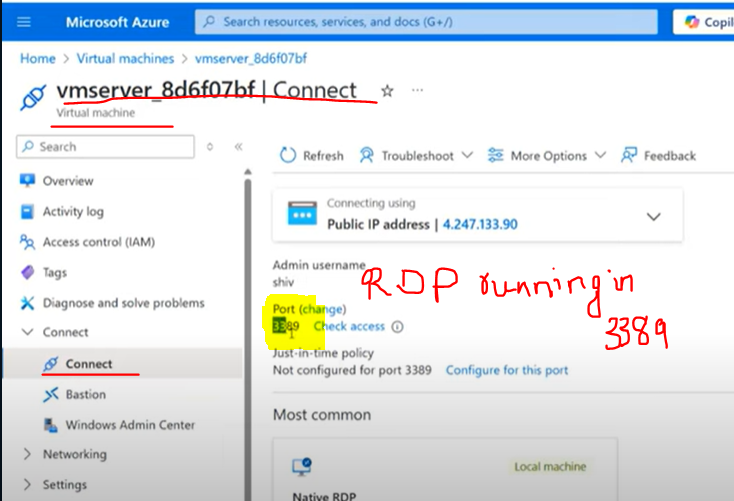 Microsoft Azure
Search resources, services, and docs (G+/)
Copil
Home > Virtual machines > vmserver_8d6f07bf
vmserver_8d6f07bf | Connect
Virtual machine
Search
Refresh Troubleshoot More Options Feedback
Overview
Activity log
Access control (IAM)
Tags
Diagnose and solve problems
Connect
Connect
Bastion
Windows Admin Center
Networking
Settings
Connecting using
Public IP address | 4.247.133.90
Admin username
shiv
RDP running in
3389
Port (change)
3389 Check access
Just-in-time policy
Not configured for port 3389 Configure for this port
Most common
Local machine
Native RDP